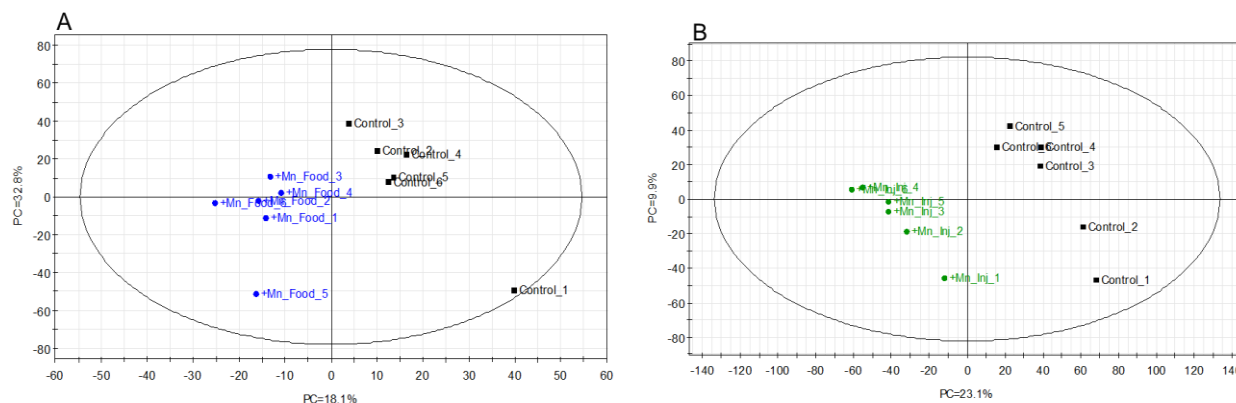 A
80
60
40
20
0
-20
-40
-60
-80
PC=32.8%
Control_3
Control_2
Control_4
Control_5
Control_6
+Mn_Food_3
+Mn_Food_4
+Mn_Food_2
+Mn_Food_1
+Mn_Food_5
Control_1
-60
-50
-40
-30
-20
-10
0
10
20
30
40
50
60
PC=18.1%
B
80
60
40
20
0
-20
-40
-60
-80
PC=9.9%
Control_5
Control_4
Control_3
+Mn_Inj_4
+Mn_Inj_5
+Mn_Inj_3
+Mn_Inj_2
+Mn_Inj_1
Control_2
Control_1
-140
-120
-100
-80
-60
-40
-20
0
20
40
60
80
100
120
PC=23.1%